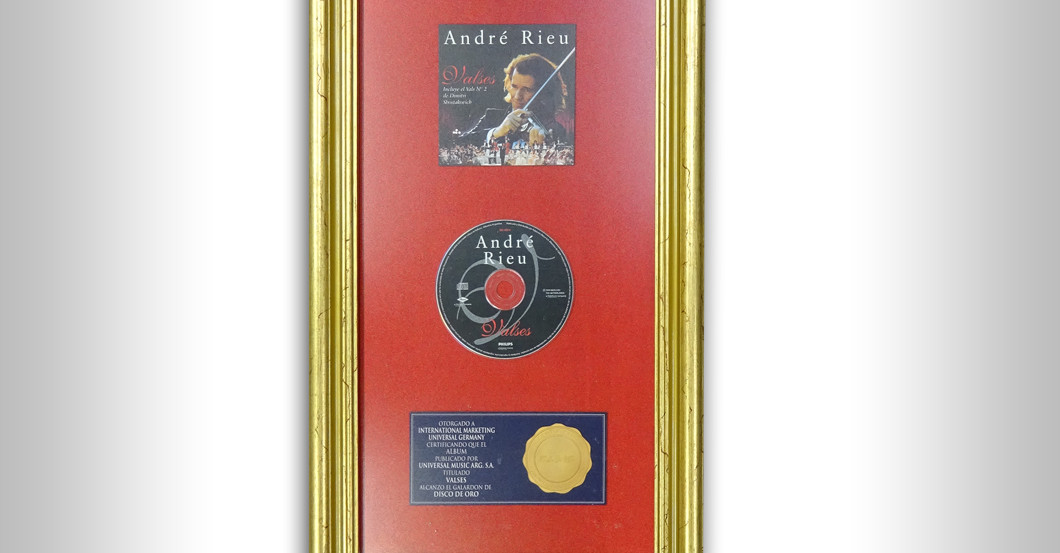 André Rieu
Valses
Incluye el Vals Nº 2
de Dimitri
Shostakovich
André
Rieu
Valses
PHILIPS
OTORGADO A
INTERNATIONAL MARKETING
UNIVERSAL GERMANY
CERTIFICANDO QUE EL
ALBUM
PUBLICADO POR
UNIVERSAL MUSIC ARG. S.A.
TITULADO
VALSES
ALCANZO EL GALARDON DE
DISCO DE ORO